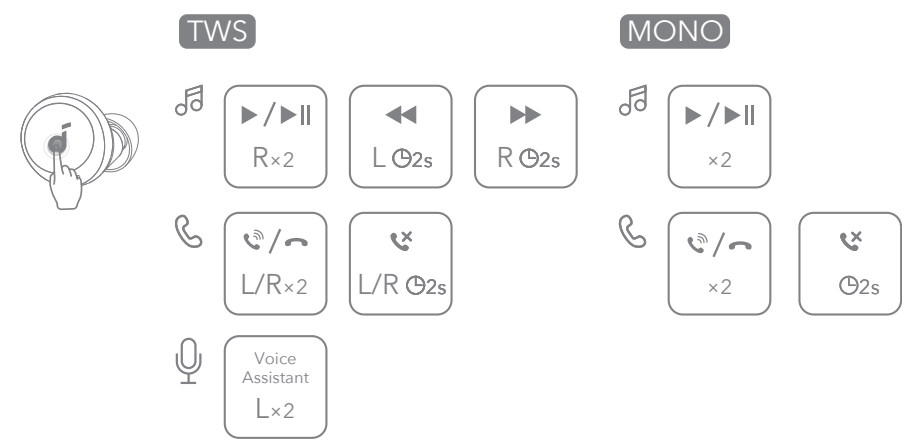 TWS
MONO
R×2
L 2s
R 2s
×2
L/R×2
L/R 2s
×2
2s
Voice
Assistant
L×2